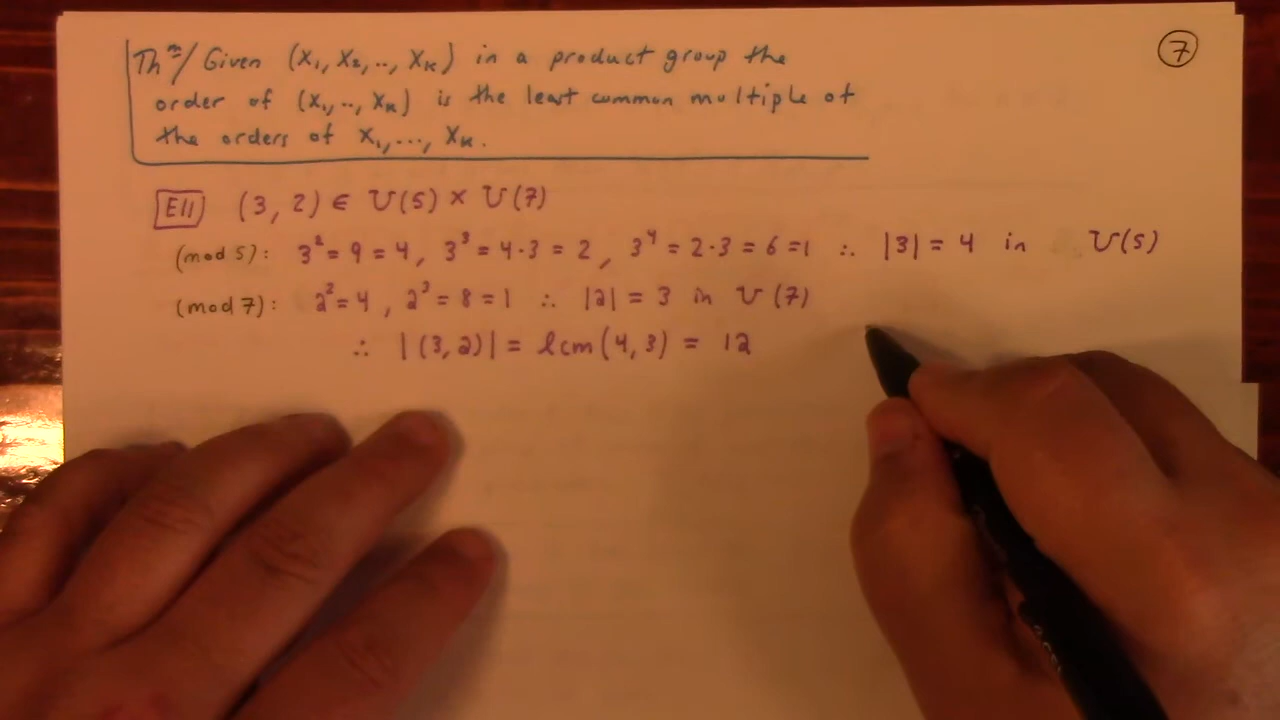 7
Thᵐ/ Given (x₁, x₂, .., xₖ) in a product group the
order of (x₁, .., xₖ) is the least common multiple of
the orders of x₁, ..., xₖ.
E11 (3, 2) ∈ U(5) × U(7)
(mod 5): 3² = 9 = 4, 3³ = 4·3 = 2, 3⁴ = 2·3 = 6 = 1 ∴ |3| = 4 in U(5)
(mod 7): 2² = 4, 2³ = 8 = 1 ∴ |2| = 3 in U(7)
∴ |(3,2)| = lcm(4,3) = 12